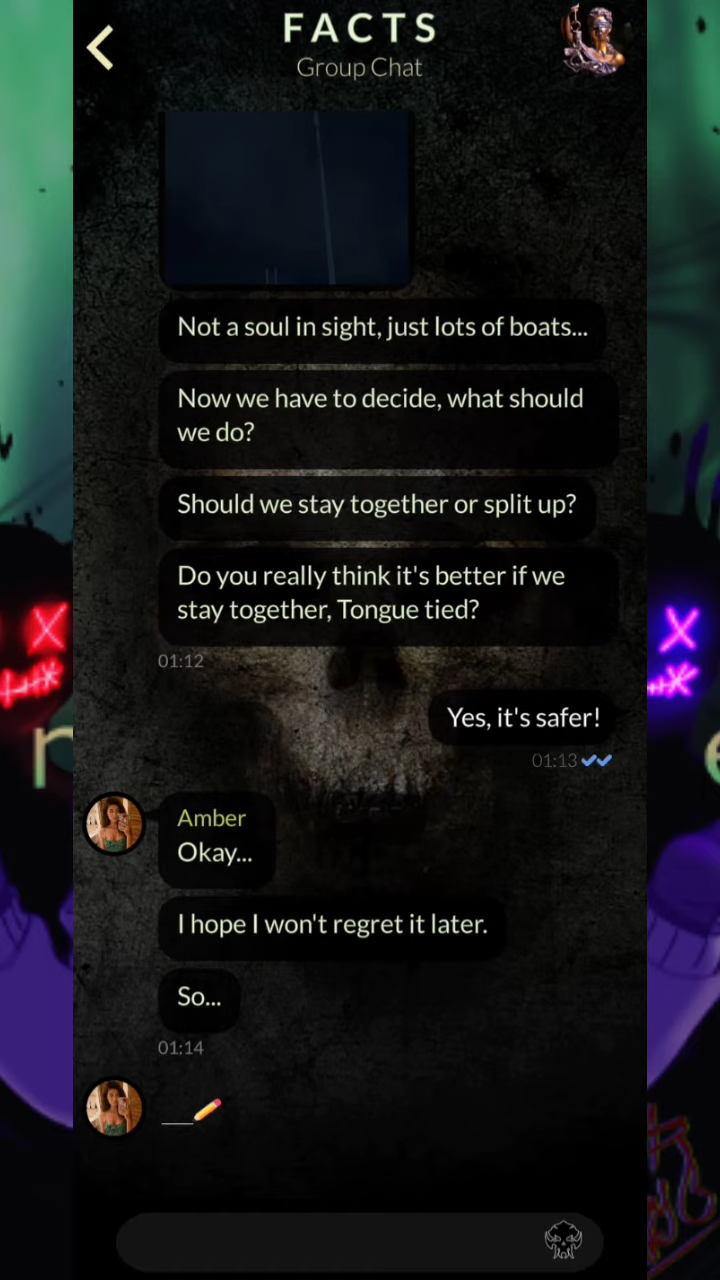 FACTS
Group Chat
Not a soul in sight, just lots of boats...
Now we have to decide, what should
we do?
Should we stay together or split up?
Do you really think it's better if we
stay together, Tongue tied?
01:12
Yes, it's safer!
01:13
Amber
Okay...
I hope I won't regret it later.
So...
01:14